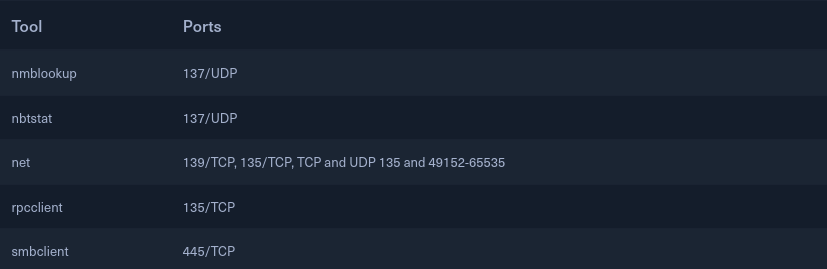 Tool Ports
nmblookup 137/UDP
nbtstat 137/UDP
net 139/TCP, 135/TCP, TCP and UDP 135 and 49152-65535
rpcclient 135/TCP
smbclient 445/TCP